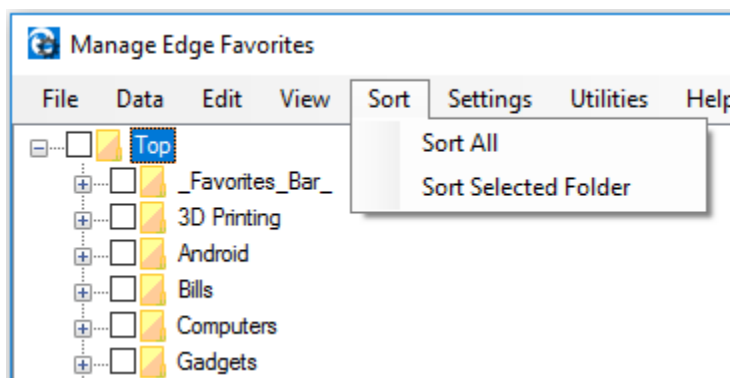 Manage Edge Favorites
File Data Edit View Sort Settings Utilities Help
Top
Sort All
_Favorites_Bar_
Sort Selected Folder
3D Printing
Android
Bills
Computers
Gadgets